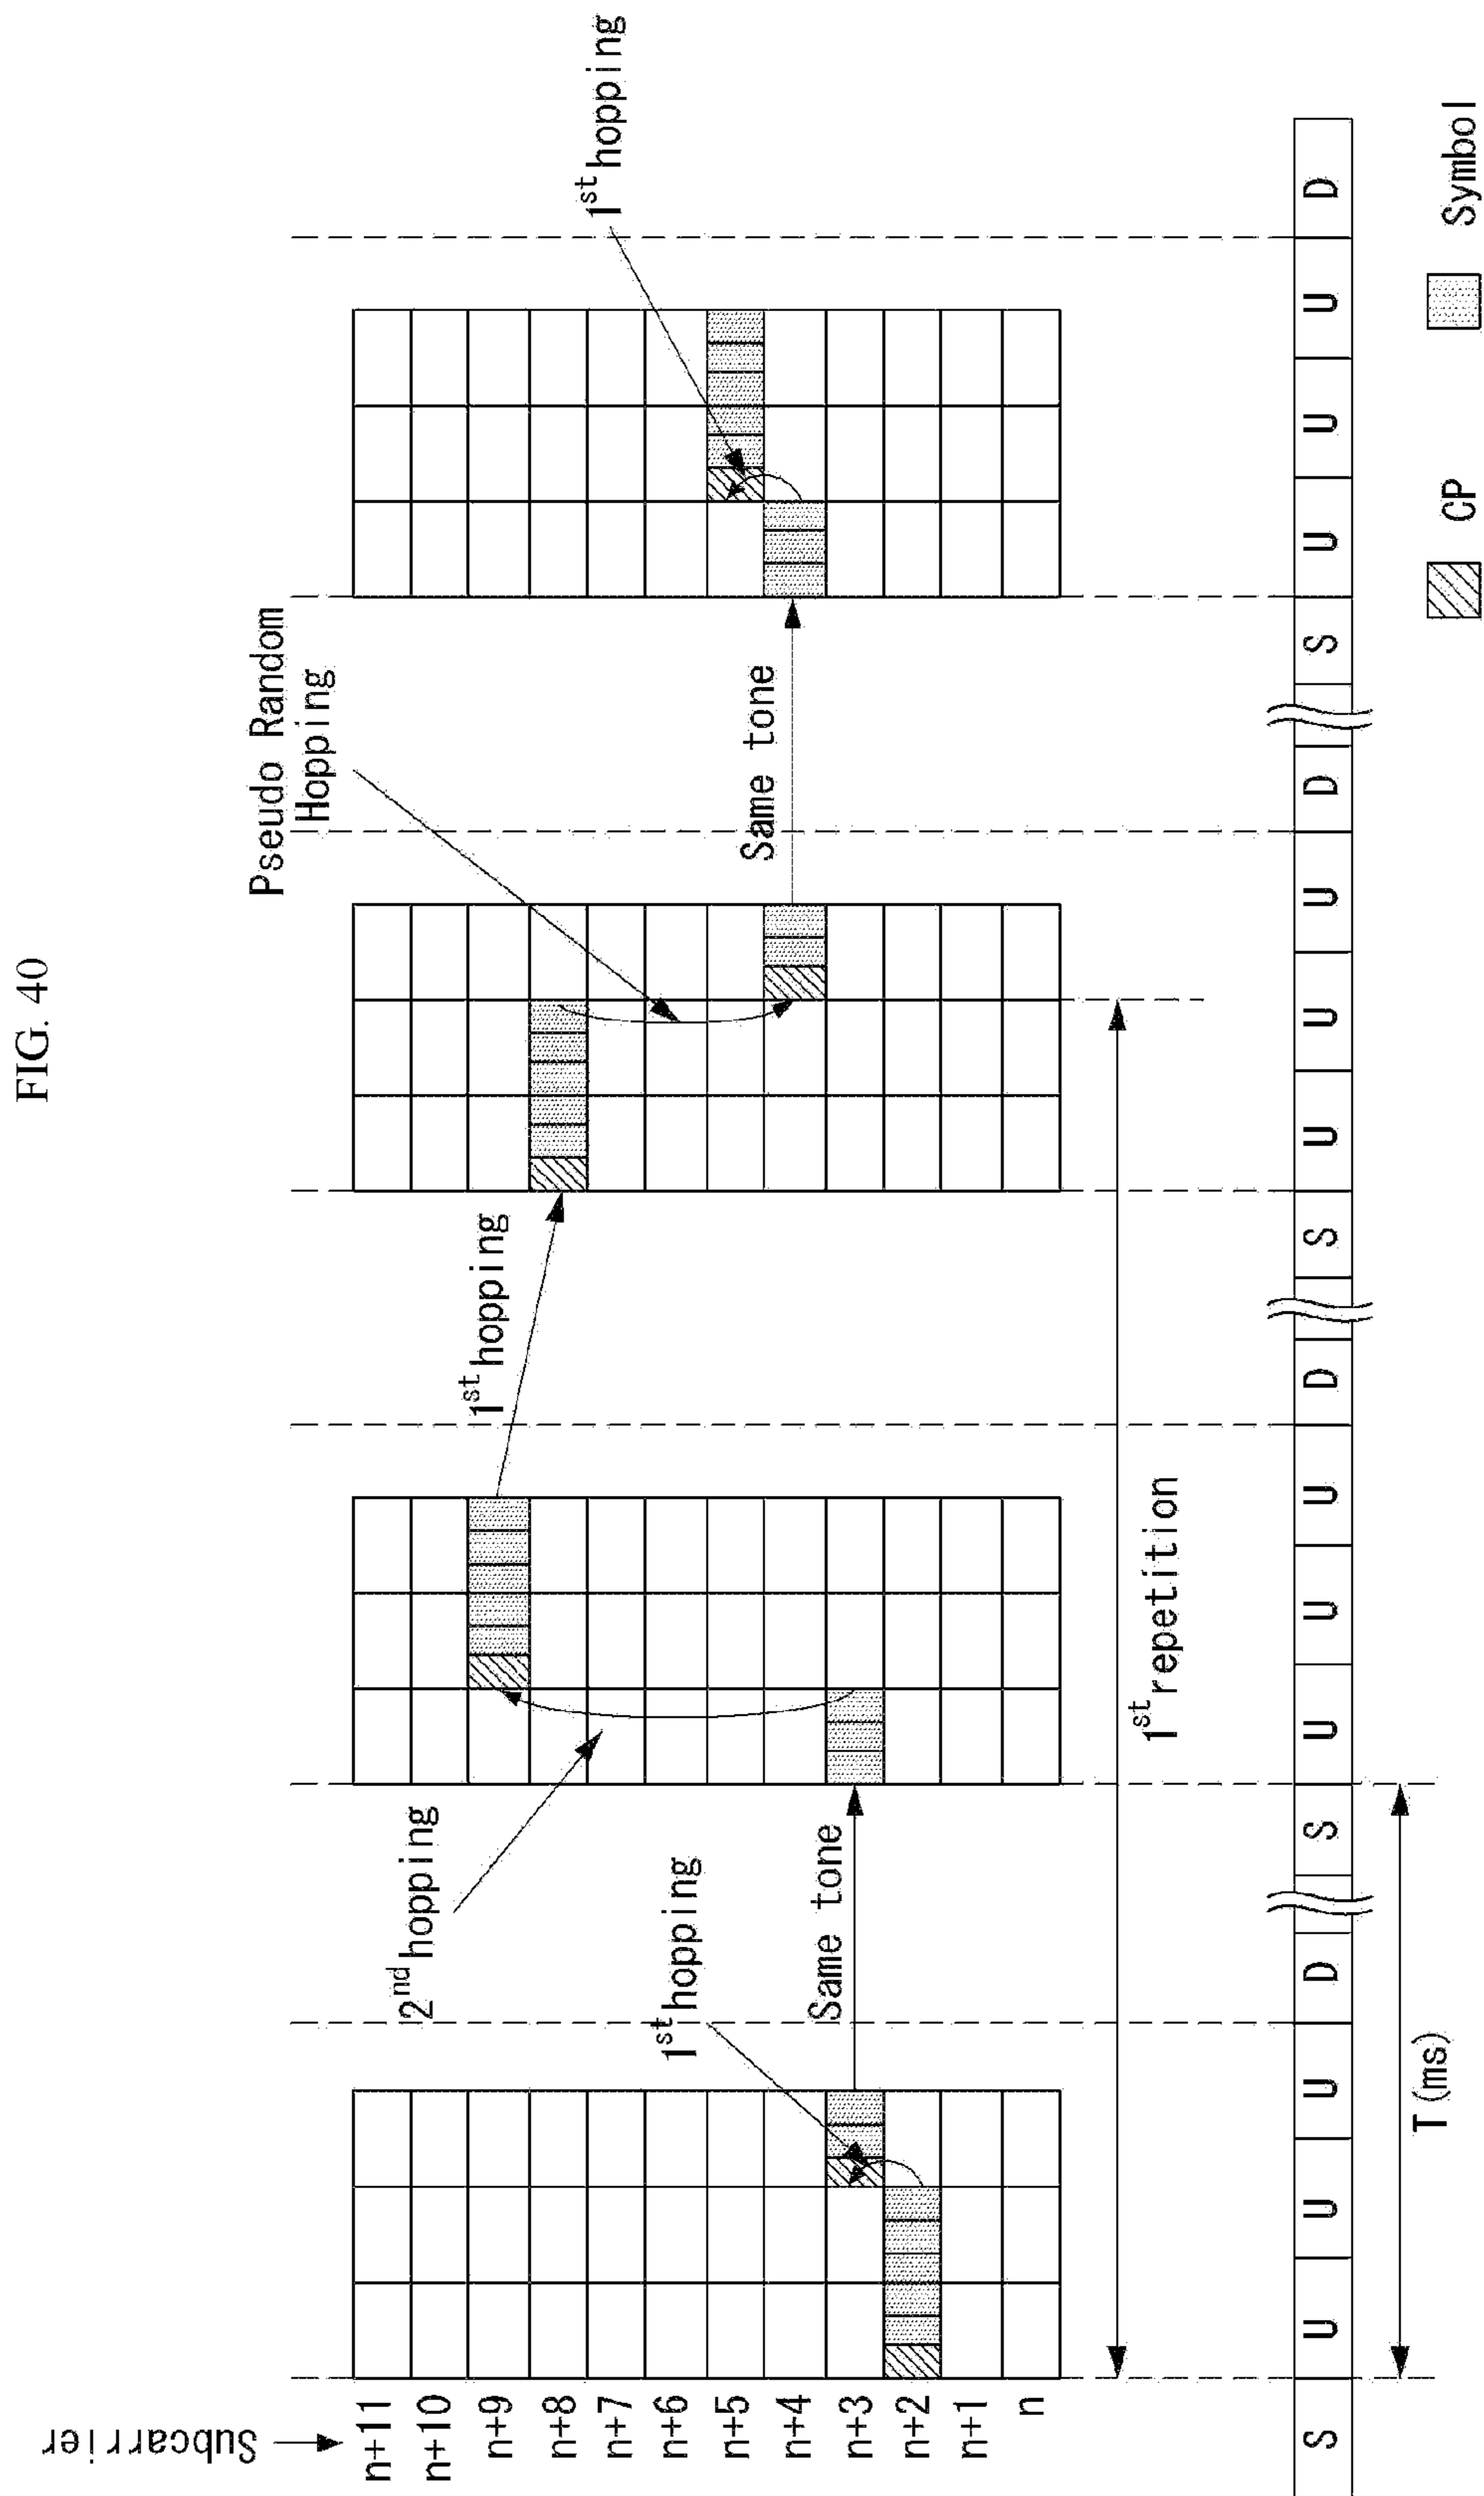 FIG. 40
Pseudo Random
Hopping
1st hopping
2nd hopping
1st hopping
1st hopping
Same tone
Same tone
Subcarrier
n+11
n+10
n+9
n+8
n+7
n+6
n+5
n+4
n+3
n+2
n+1
n
1st repetition
S U U U D S U U U D S U U U D S U U U D
T(ms)
CP
Symbol